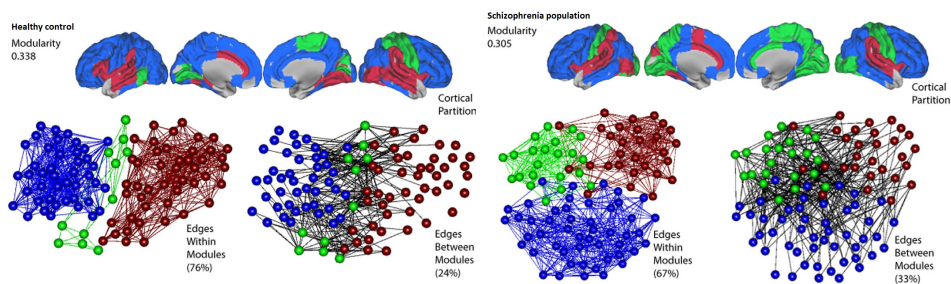 Healthy control
Modularity
0.338
Cortical
Partition
Edges
Within
Modules
(76%)
Edges
Between
Modules
(24%)
Schizophrenia population
Modularity
0.305
Cortical
Partition
Edges
Within
Modules
(67%)
Edges
Between
Modules
(33%)